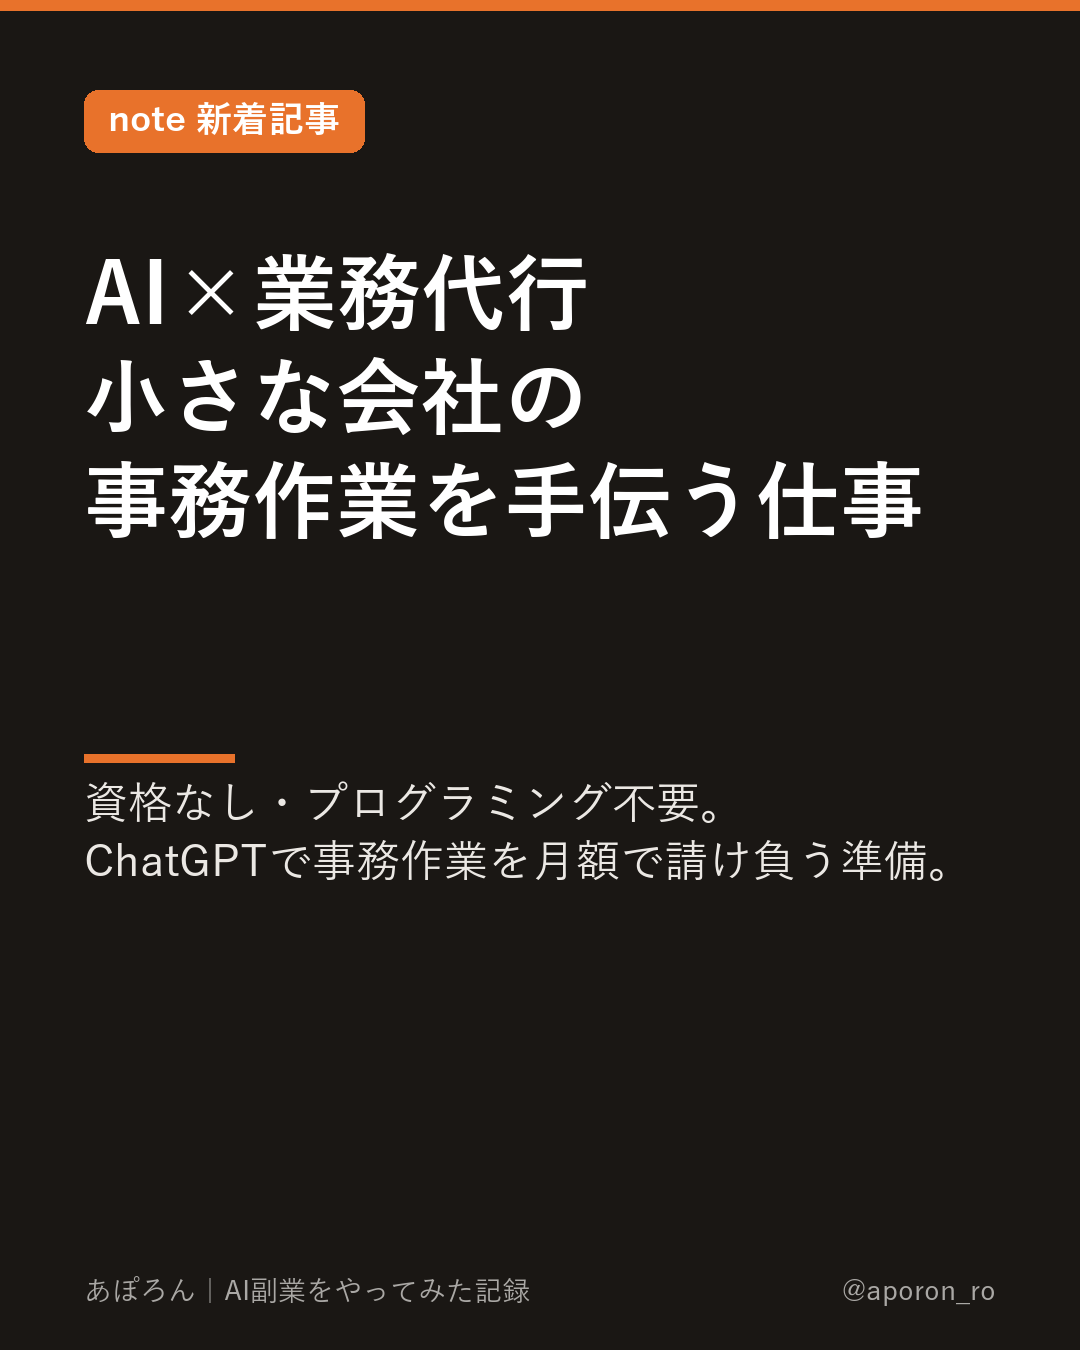 note 新着記事
AI×業務代行
小さな会社の
事務作業を手伝う仕事
資格なし・プログラミング不要。
ChatGPTで事務作業を月額で請け負う準備。
あぽろん｜AI副業をやってみた記録
@aporon_ro